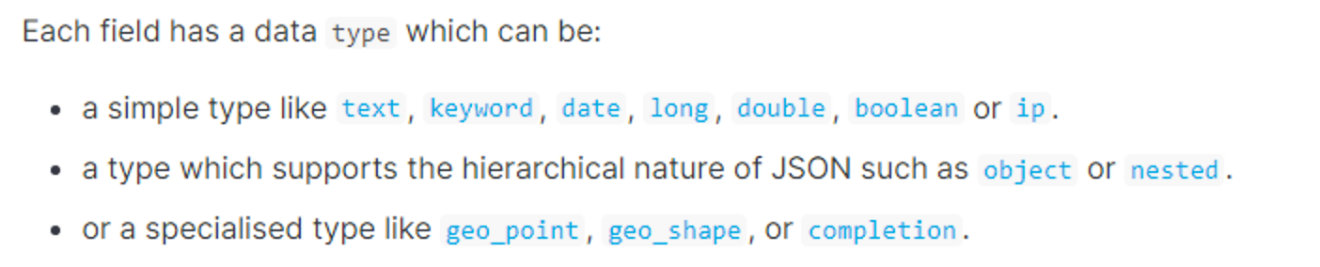 Each field has a data type which can be:
• a simple type like text, keyword, date, long, double, boolean or ip.
• a type which supports the hierarchical nature of JSON such as object or nested.
• or a specialised type like geo_point, geo_shape, or completion.